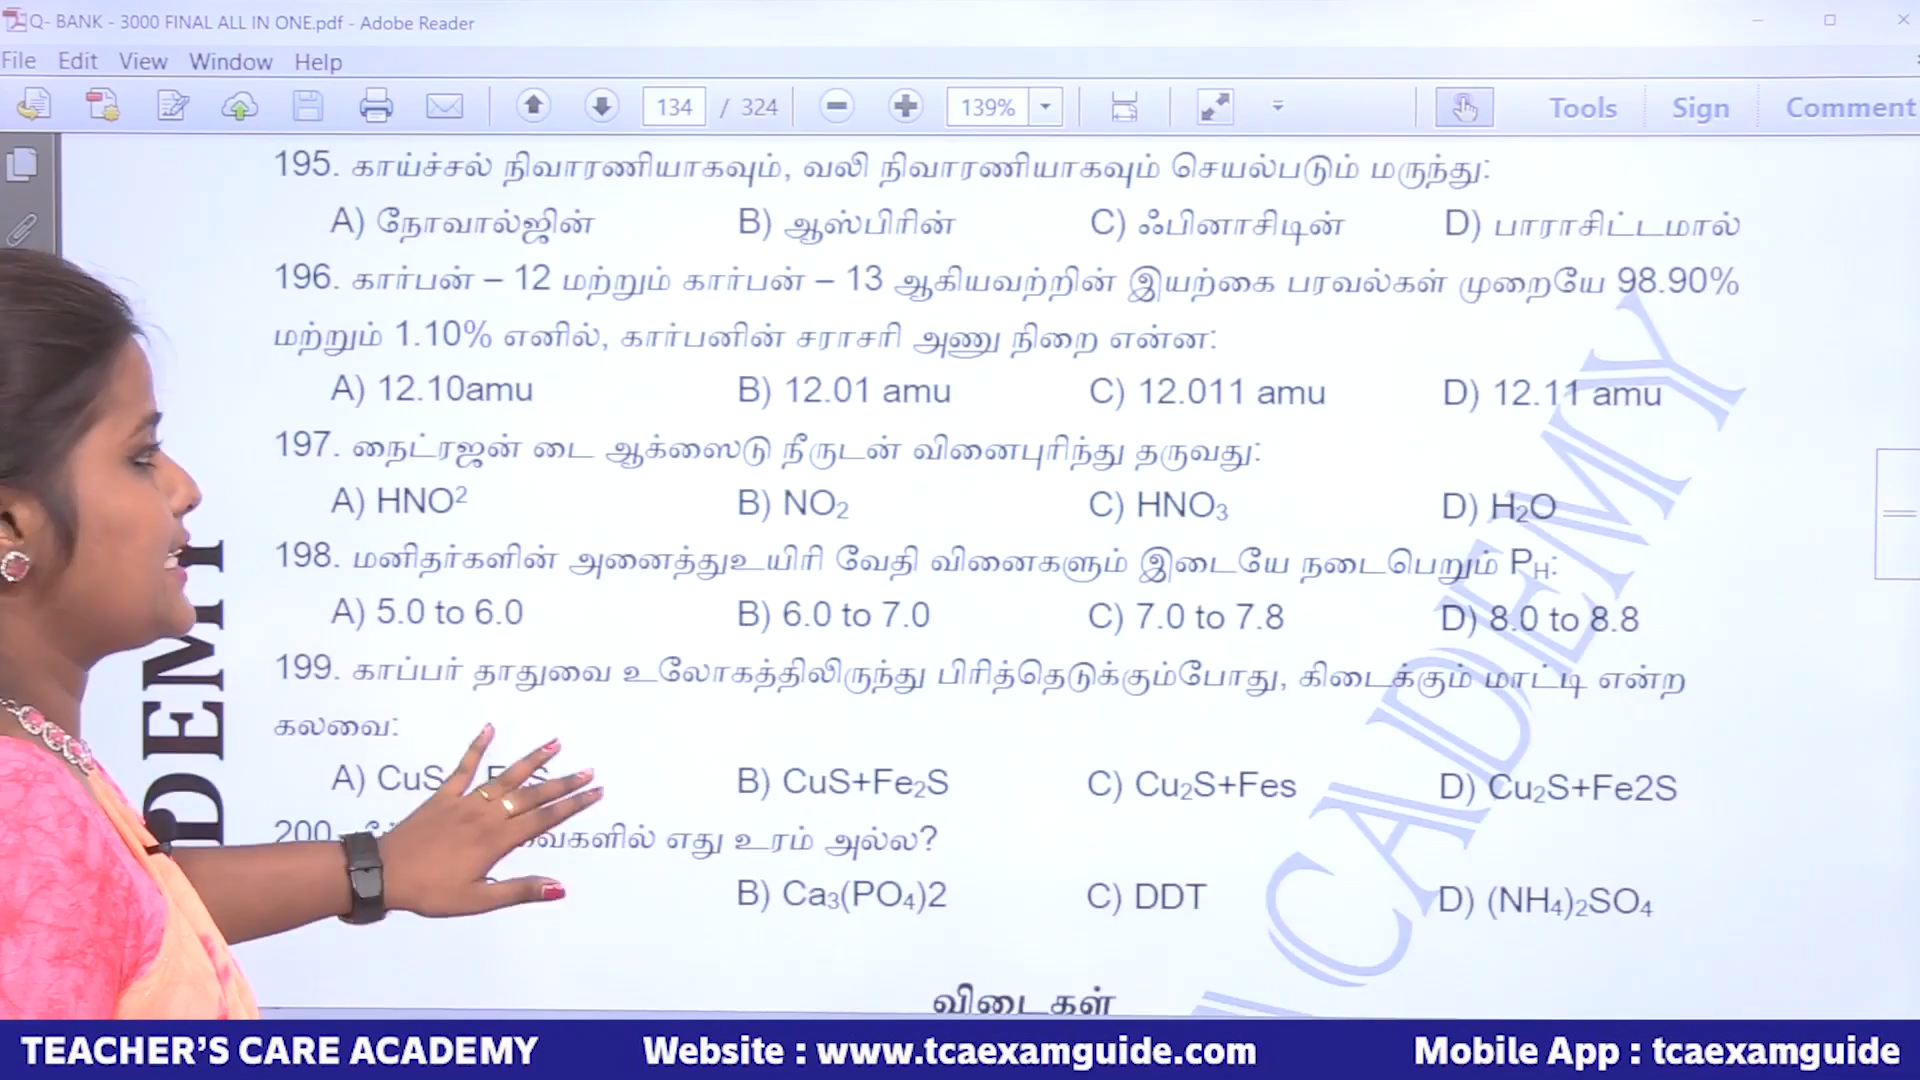 Q- BANK - 3000 FINAL ALL IN ONE.pdf - Adobe Reader
File Edit View Window Help
134 / 324 139% Tools Sign Comment
195. காய்ச்சல் நிவாரணியாகவும், வலி நிவாரணியாகவும் செயல்படும் மருந்து:
A) நோவால்ஜின் B) ஆஸ்பிரின் C) ஃபினாசிடின் D) பாராசிட்டமால்
196. கார்பன் – 12 மற்றும் கார்பன் – 13 ஆகியவற்றின் இயற்கை பரவல்கள் முறையே 98.90%
மற்றும் 1.10% எனில், கார்பனின் சராசரி அணு நிறை என்ன:
A) 12.10amu B) 12.01 amu C) 12.011 amu D) 12.11 amu
197. நைட்ரஜன் டை ஆக்ஸைடு நீருடன் வினைபுரிந்து தருவது:
A) HNO² B) NO₂ C) HNO₃ D) H₂O
198. மனிதர்களின் அனைத்துஉயிரி வேதி வினைகளும் இடையே நடைபெறும் P_H:
A) 5.0 to 6.0 B) 6.0 to 7.0 C) 7.0 to 7.8 D) 8.0 to 8.8
199. காப்பர் தாதுவை உலோகத்திலிருந்து பிரித்தெடுக்கும்போது, கிடைக்கும் மாட்டி என்ற
கலவை:
A) CuS B) CuS+Fe₂S C) Cu₂S+Fes D) Cu₂S+Fe2S
200. எது உரம் அல்ல?
B) Ca₃(PO₄)2 C) DDT D) (NH₄)₂SO₄
விடைகள்
DEMY
CADEMY
TEACHER'S CARE ACADEMY Website : www.tcaexamguide.com Mobile App : tcaexamguide